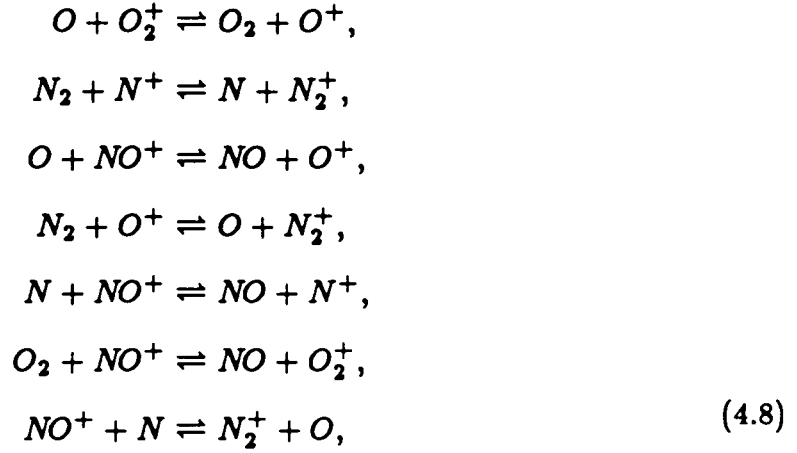 O + O₂⁺ ⇌ O₂ + O⁺,
N₂ + N⁺ ⇌ N + N₂⁺,
O + NO⁺ ⇌ NO + O⁺,
N₂ + O⁺ ⇌ O + N₂⁺,
N + NO⁺ ⇌ NO + N⁺,
O₂ + NO⁺ ⇌ NO + O₂⁺,
NO⁺ + N ⇌ N₂⁺ + O, (4.8)